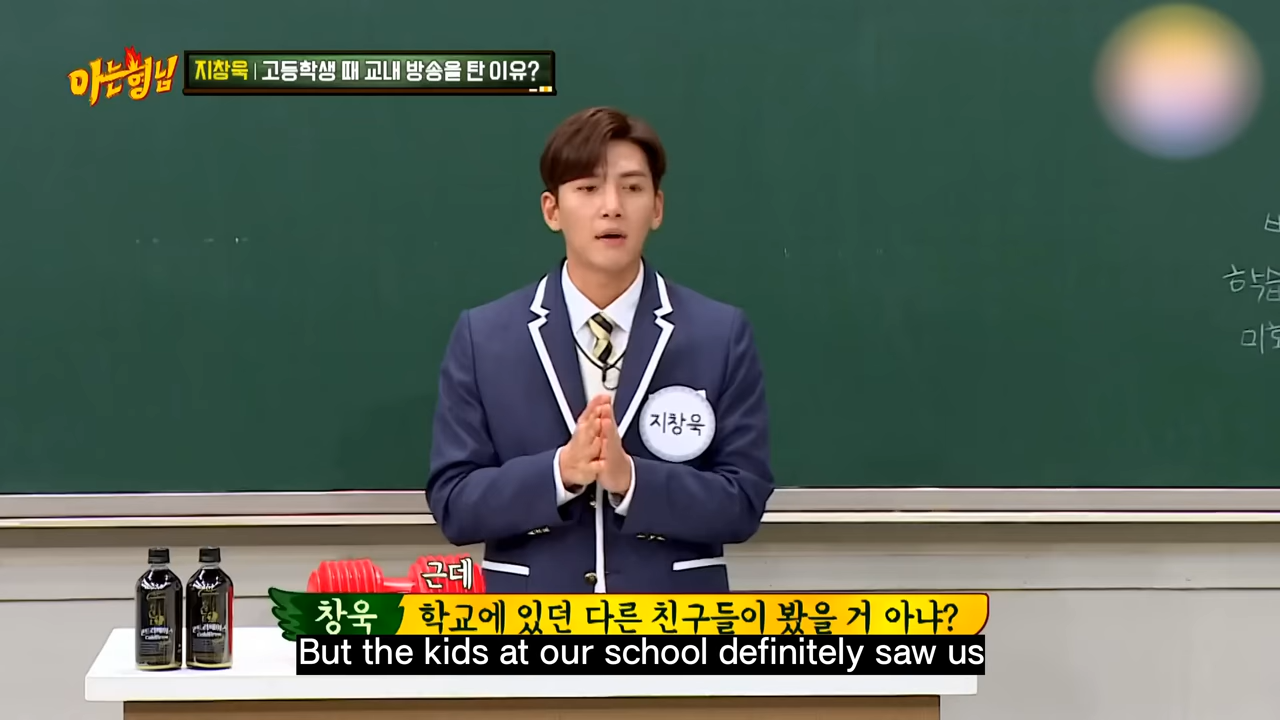 아는형님
지창욱 | 고등학생 때 교내 방송을 탄 이유?
학습
지창욱
근데
창욱 학교에 있던 다른 친구들이 봤을 거 아냐?
But the kids at our school definitely saw us